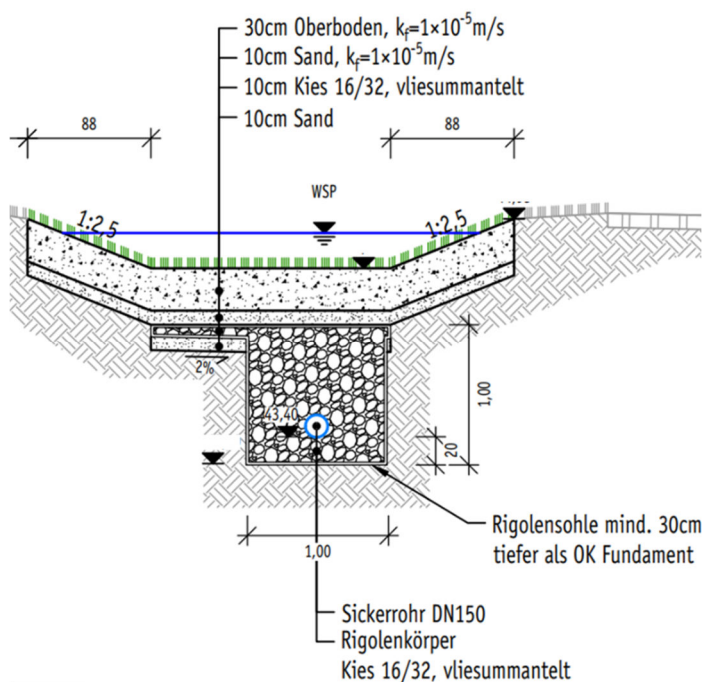 30cm Oberboden, kf=1×10-5m/s
10cm Sand, kf=1×10-5m/s
10cm Kies 16/32, vliesummantelt
10cm Sand
88
88
WSP
1:2,5
1:2,5
2%
43,40
1,00
20
1,00
Rigolensohle mind. 30cm
tiefer als OK Fundament
Sickerrohr DN150
Rigolenkörper
Kies 16/32, vliesummantelt